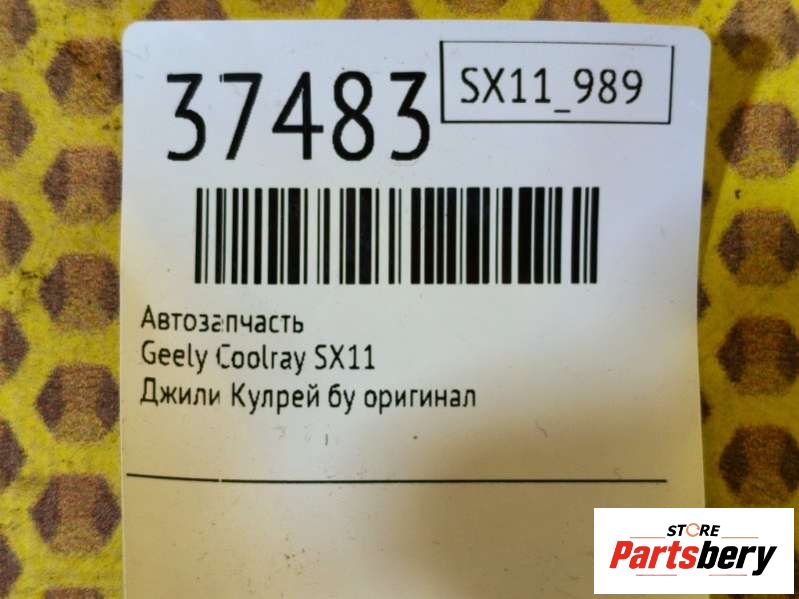 37483
SX11_989
Автозапчасть
Geely Coolray SX11
Джили Кулрей бу оригинал
STORE
Partsbery